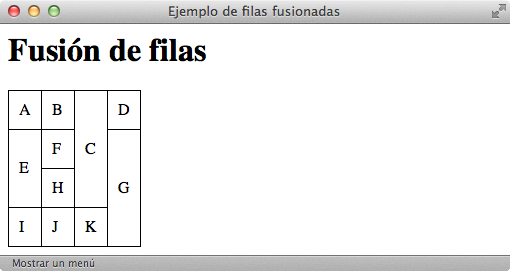 Ejemplo de filas fusionadas
Fusión de filas
A B C D
E F G
H
I J K
Mostrar un menú